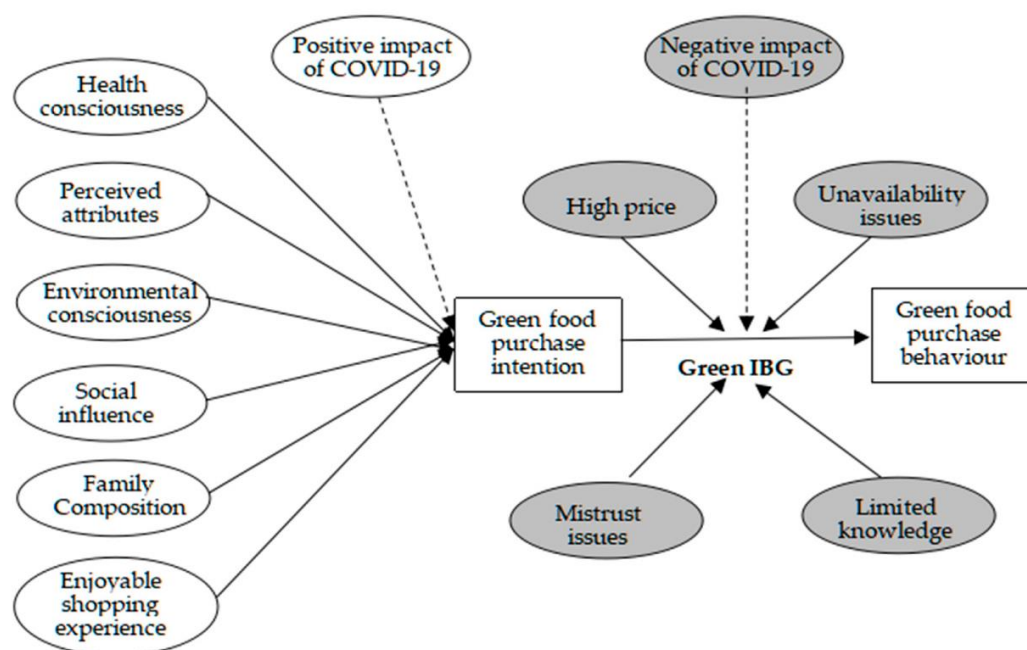 Positive impact
of COVID-19
Negative impact
of COVID-19
Health
consciousness
Perceived
attributes
High price
Unavailability
issues
Environmental
consciousness
Green food
purchase
intention
Green food
purchase
behaviour
Green IBG
Social
influence
Family
Composition
Mistrust
issues
Limited
knowledge
Enjoyable
shopping
experience